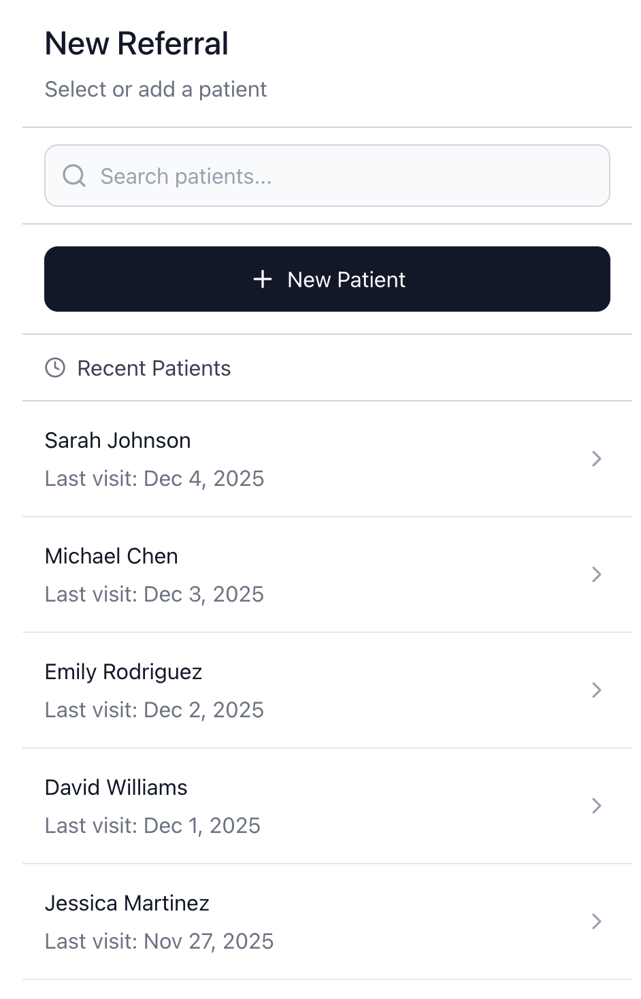 New Referral
Select or add a patient
Search patients...
New Patient
Recent Patients
Sarah Johnson
Last visit: Dec 4, 2025
Michael Chen
Last visit: Dec 3, 2025
Emily Rodriguez
Last visit: Dec 2, 2025
David Williams
Last visit: Dec 1, 2025
Jessica Martinez
Last visit: Nov 27, 2025